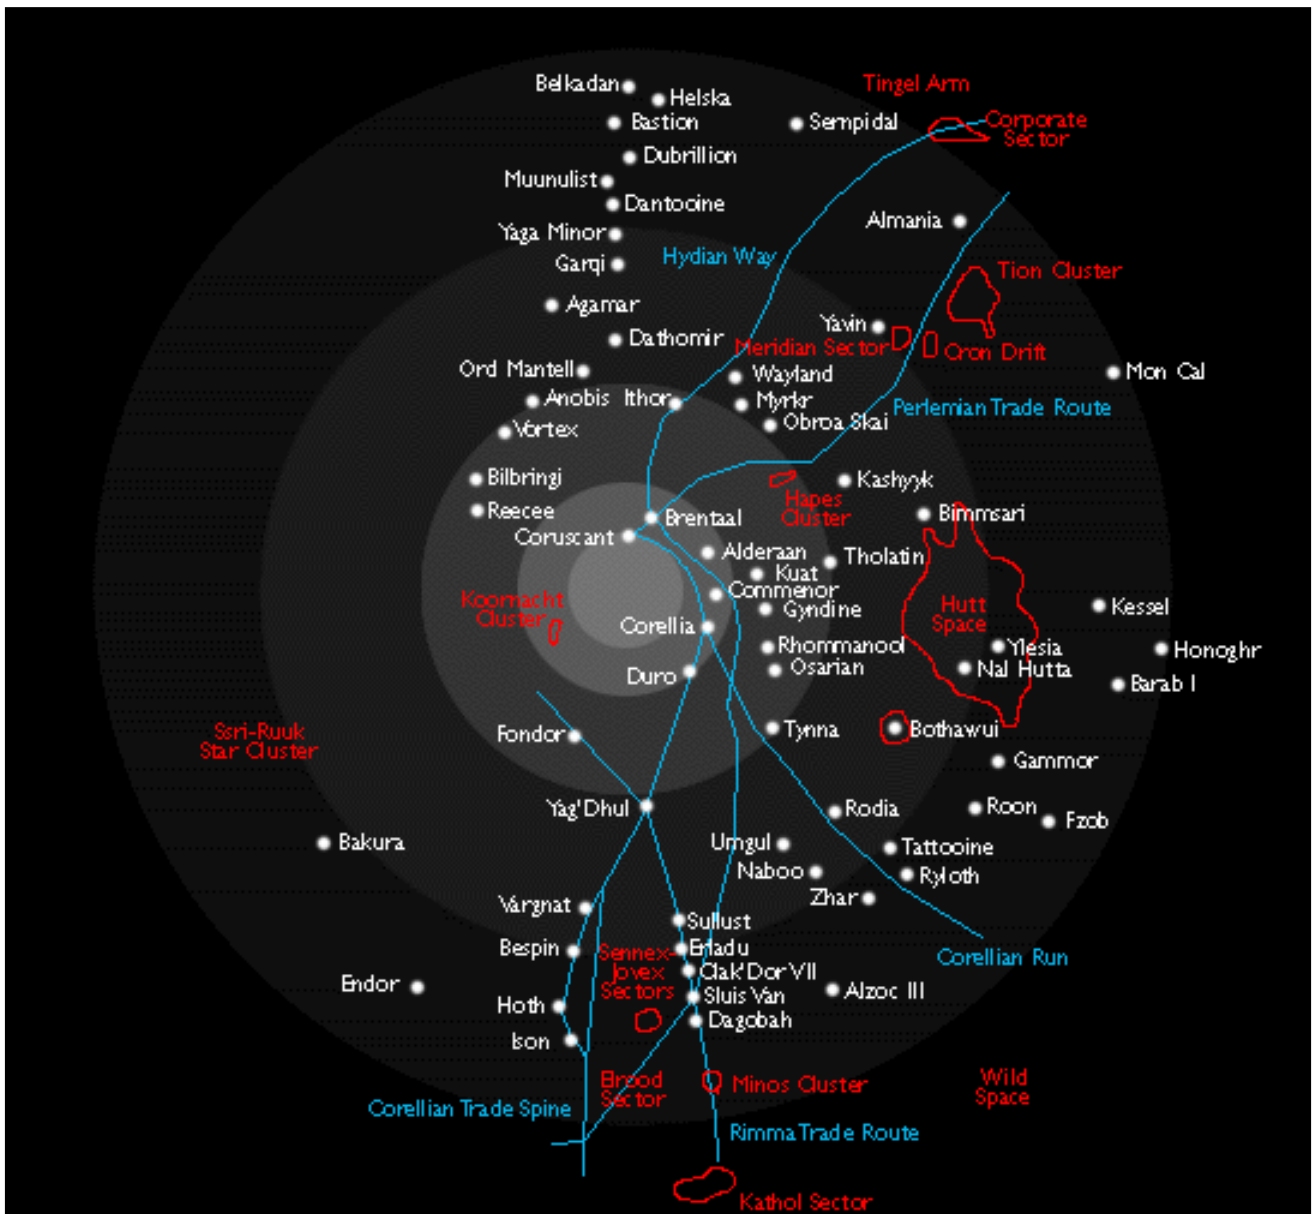 Belkadan
Helska
Tingel Arm
Bastion
Sernpidal
Corporate
Sector
Dubrillion
Muunulist
Dantooine
Almania
Yaga Minor
Hydian Way
Garqi
Tion Cluster
Agamar
Yavin
Dathomir
Meridian Sector
Cron Drift
Ord Mantell
Wayland
Mon Cal
Anobis
Ithor
Myrkr
Perlemian Trade Route
Obroa Skai
Vortex
Bilbringi
Kashyyk
Hapes
Cluster
Reecee
Brentaal
Bimmsari
Coruscant
Alderaan
Tholatin
Kuat
Commenor
Koornacht
Cluster
Gyndine
Hutt
Space
Kessel
Corellia
Rhommanool
Ylesia
Honoghr
Duro
Osarian
Nal Hutta
Barab I
Ssri-Ruuk
Star Cluster
Fondor
Tynna
Bothawui
Gammor
Yag'Dhul
Rodia
Roon
Fzob
Bakura
Umgul
Tattooine
Naboo
Ryloth
Zhar
Vargnat
Sullust
Bespin
Erladu
Sennex-
Jovex
Sectors
Corellian Run
Clak'Dor VII
Endor
Sluis Van
Alzoc III
Hoth
Dagobah
Ison
Elrood
Sector
Minos Cluster
Wild
Space
Corellian Trade Spine
Rimma Trade Route
Kathol Sector